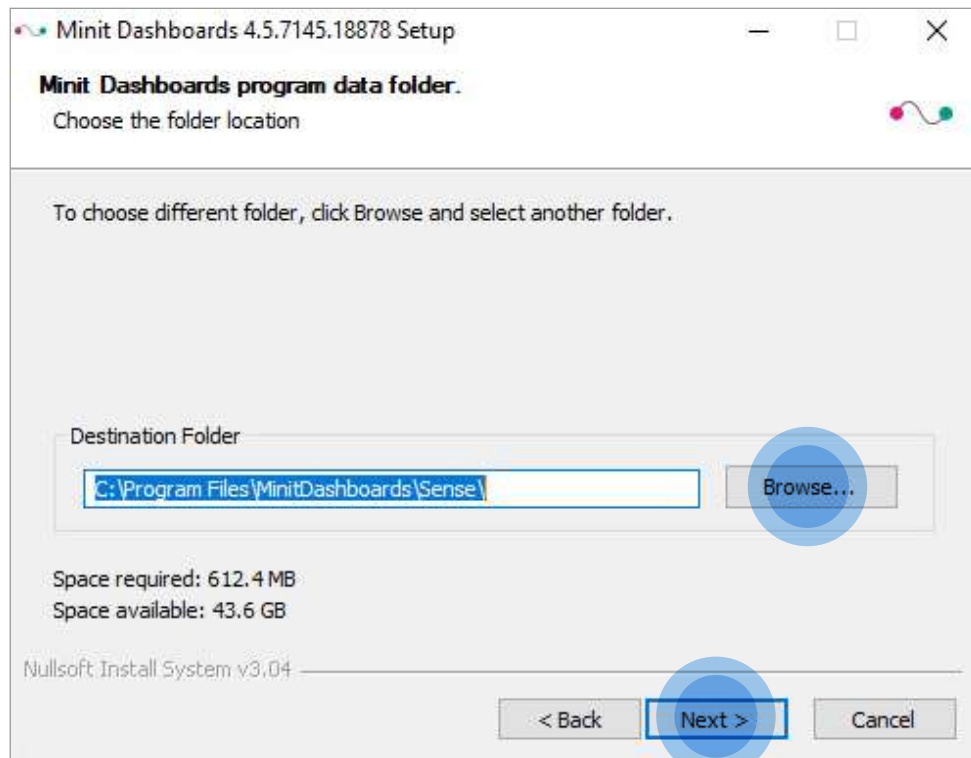 Minit Dashboards 4.5.7145.18878 Setup
Minit Dashboards program data folder.
Choose the folder location
To choose different folder, click Browse and select another folder.
Destination Folder
C:\Program Files\MinitDashboards\Sense\
Browse...
Space required: 612.4 MB
Space available: 43.6 GB
Nullsoft Install System v3.04
< Back
Next >
Cancel